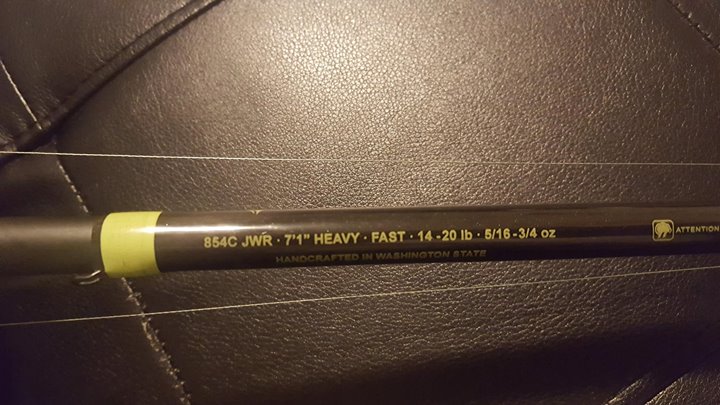 854C JWR · 7'1" HEAVY · FAST · 14-20 lb · 5/16-3/4 oz
HANDCRAFTED IN WASHINGTON STATE
ATTENTION